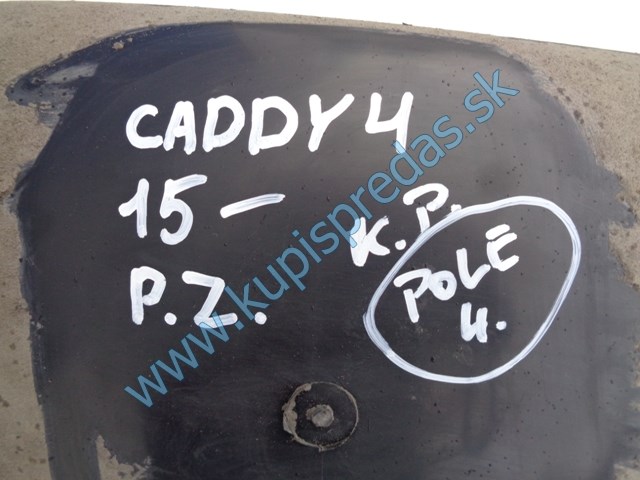 CADDY 4
15 -
P.Z.
K.P.
POLE
4.
www.kupispredas.sk